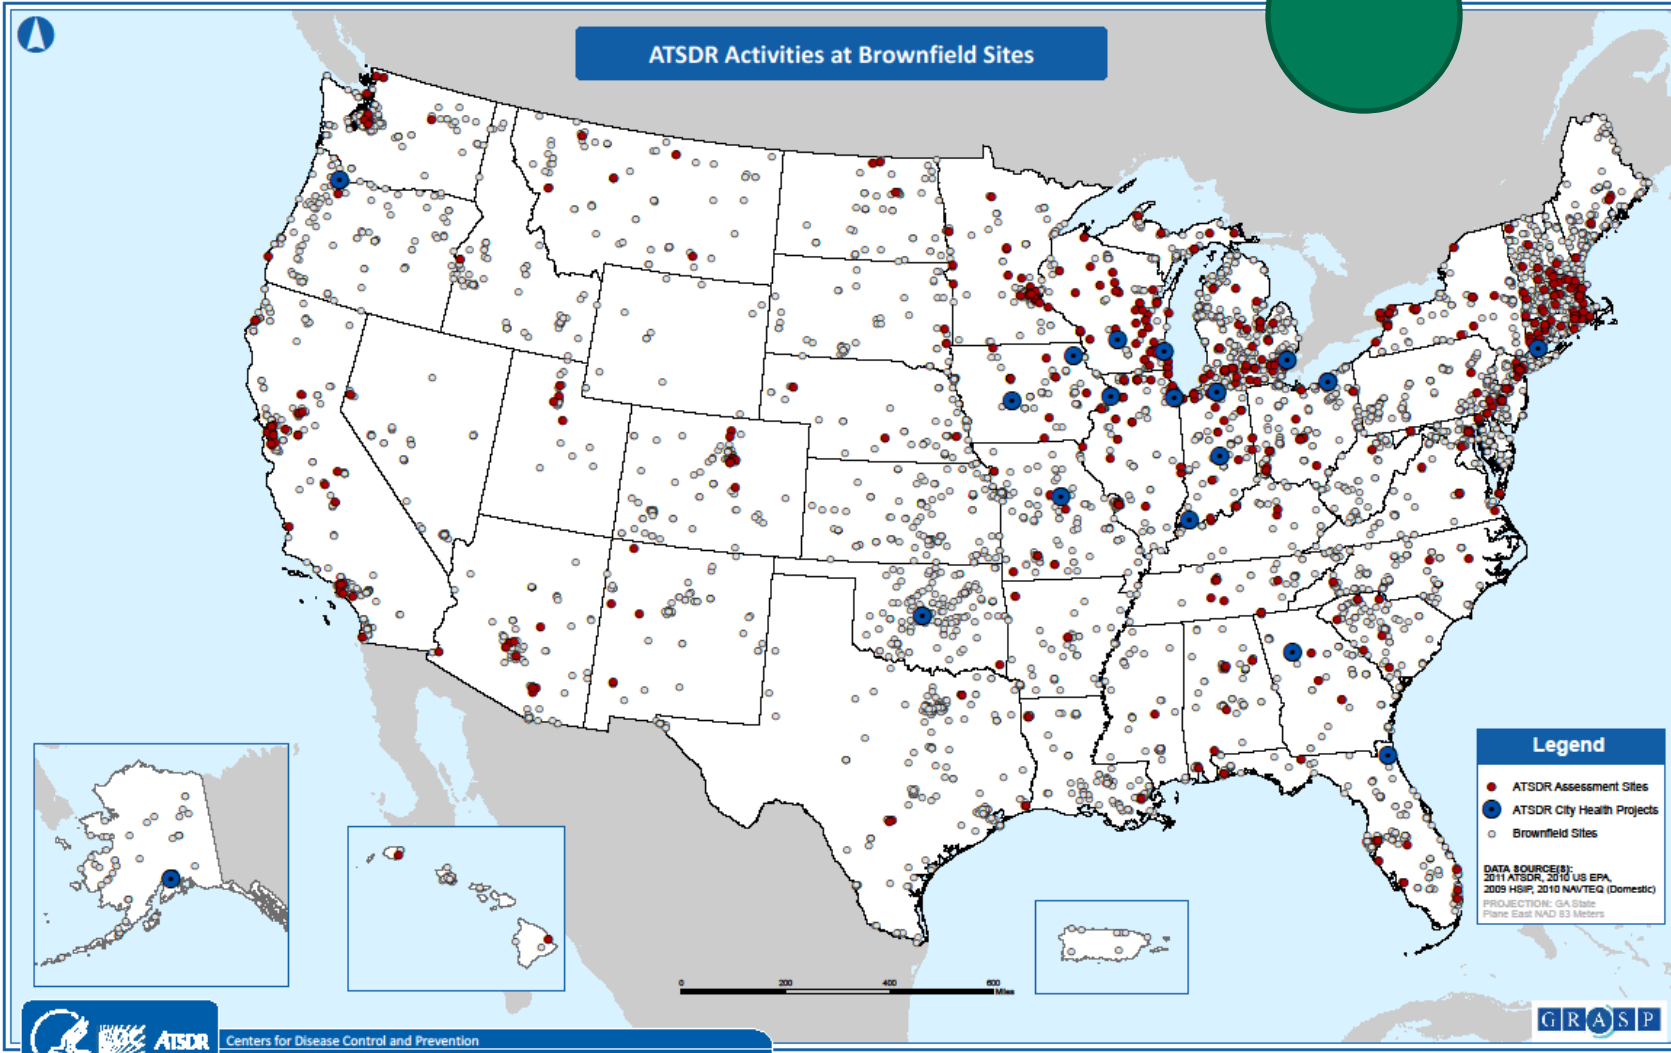 ATSDR Activities at Brownfield Sites
Legend
ATSDR Assessment Sites
ATSDR City Health Projects
Brownfield Sites
DATA SOURCE(S):
2011 ATSDR, 2010 US EPA,
2009 HSIP, 2010 NAVTEQ (Domestic)
PROJECTION: GA State
Plane East NAD 83 Meters
0 200 400 600
Miles
GRASP
CDC ATSDR Centers for Disease Control and Prevention